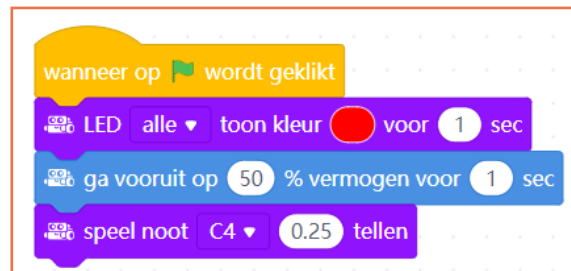 wanneer op wordt geklikt
LED alle toon kleur voor 1 sec
ga vooruit op 50 % vermogen voor 1 sec
speel noot C4 0.25 tellen